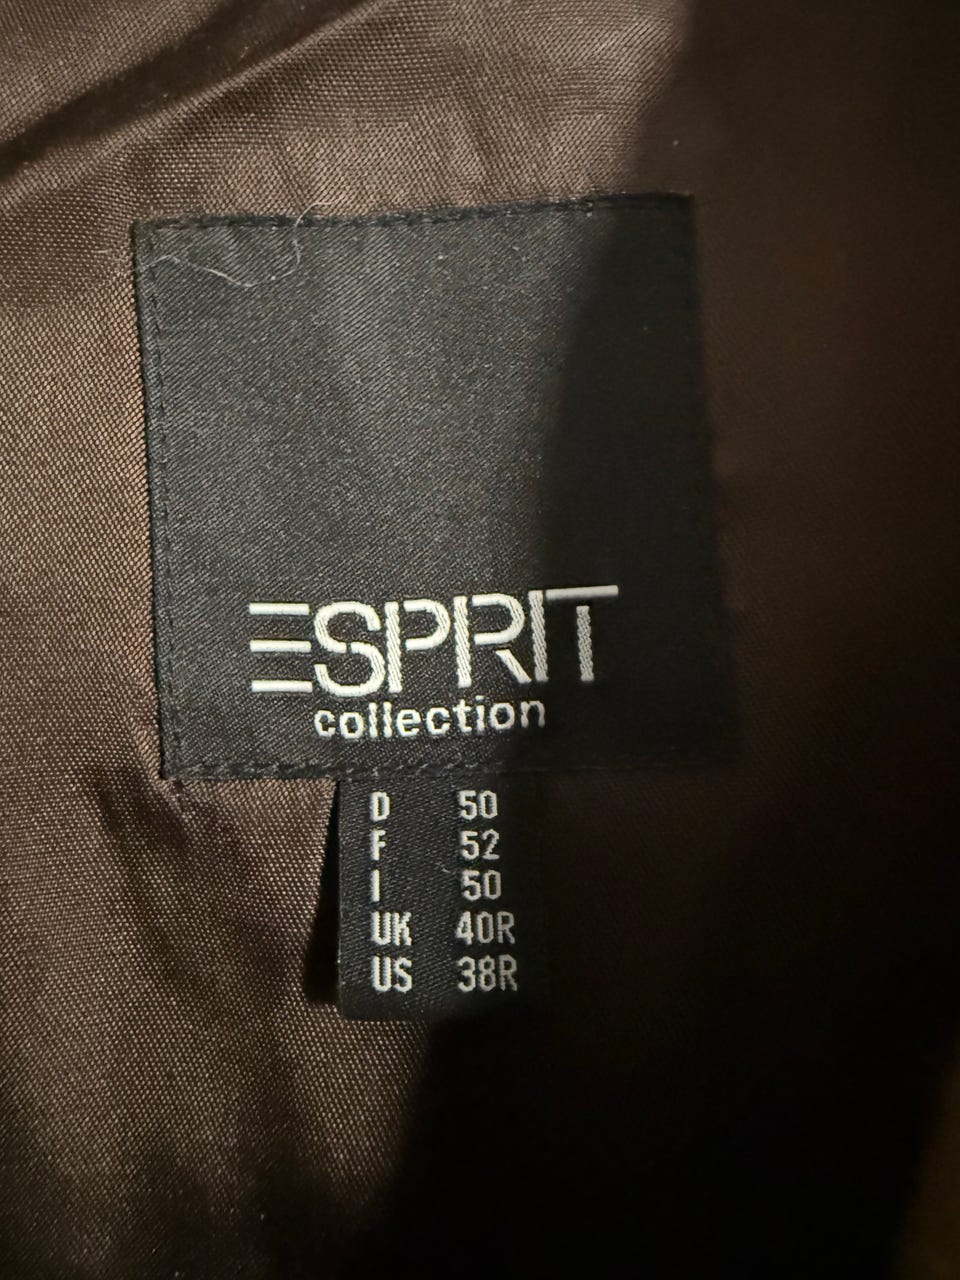 ESPRIT
collection
D 50
F 52
I 50
UK 40R
US 38R